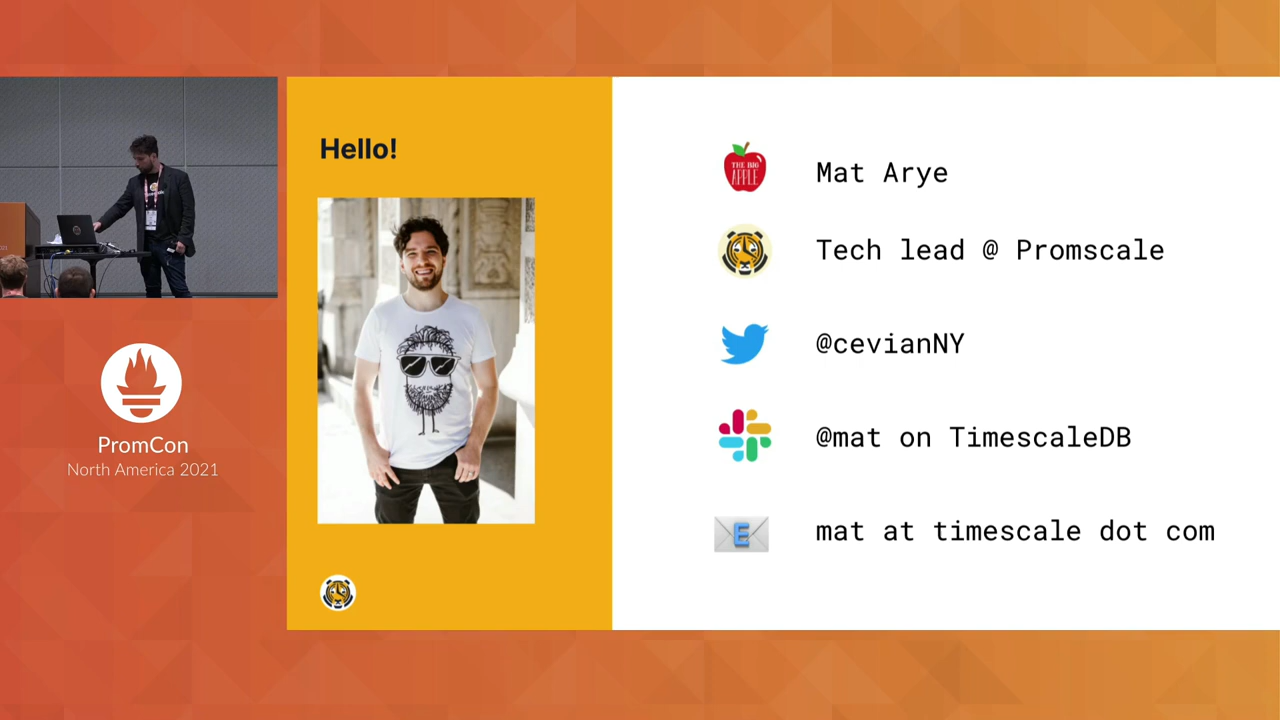 Hello!
THE BIG
APPLE
Mat Arye
Tech lead @ Promscale
@cevianNY
@mat on TimescaleDB
E
mat at timescale dot com
PromCon
North America 2021